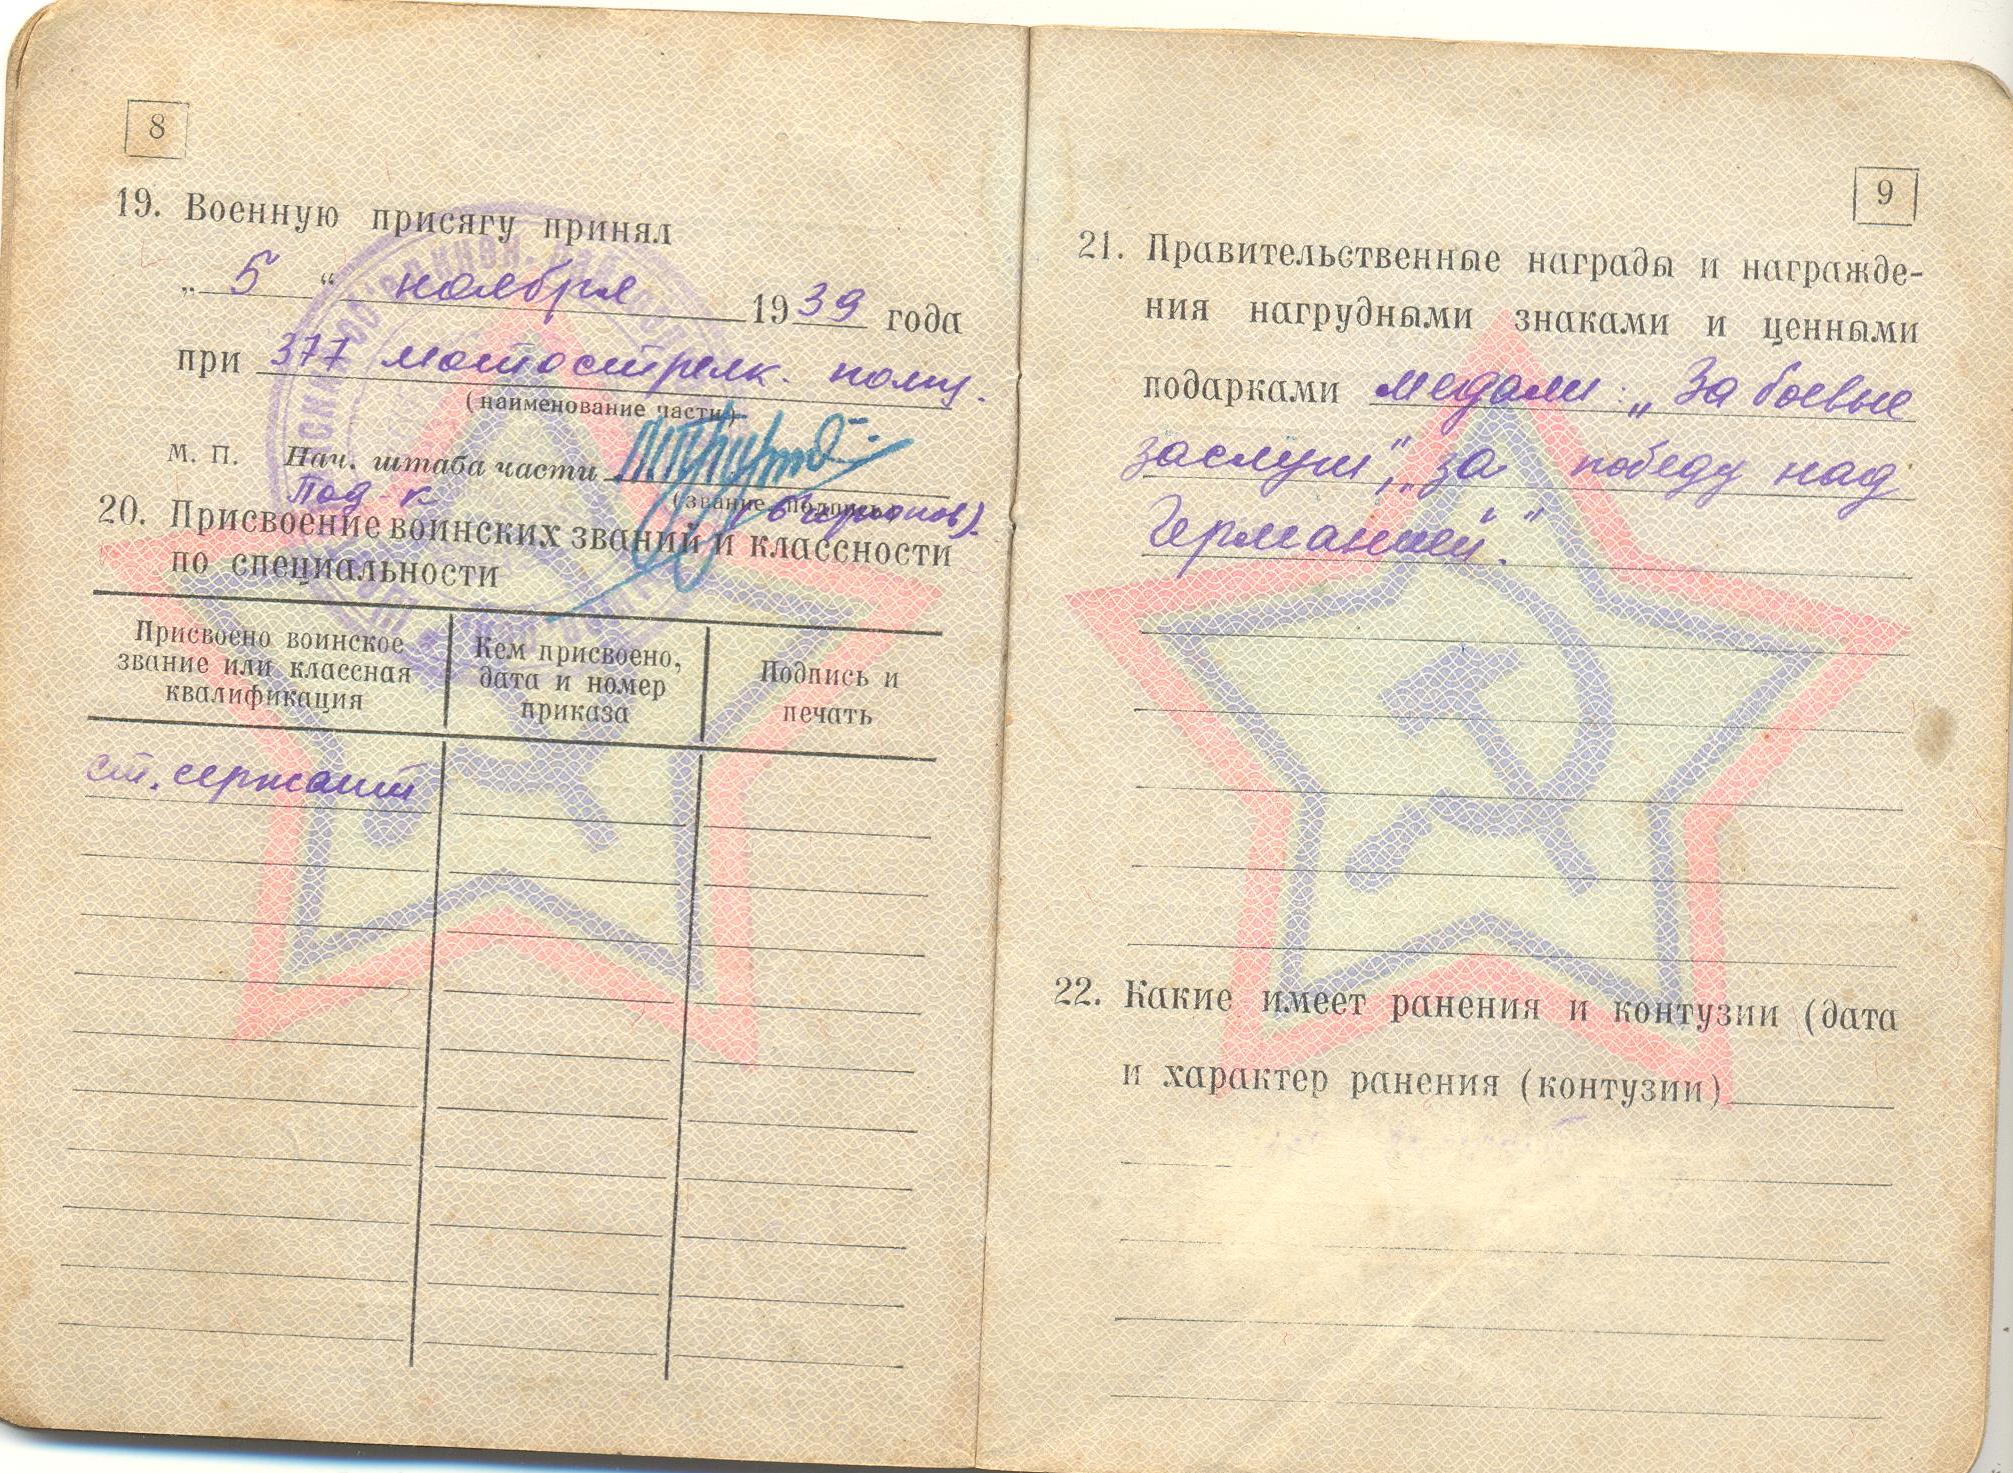 8
19. Военную присягу принял
„ 5 “ ноября 1939 года
при 377 мотострелк. полку.
(наименование части)
М. П. Нач. штаба части
Под-к (звание, подпись)
20. Присвоение воинских званий и классности
по специальности
Присвоено воинское звание или классная квалификация
Кем присвоено, дата и номер приказа
Подпись и печать
ст. сержант
9
21. Правительственные награды и награжде-
ния нагрудными знаками и ценными
подарками медали: „За боевые
заслуги“, „за победу над
Германией“.
22. Какие имеет ранения и контузии (дата
и характер ранения (контузии)